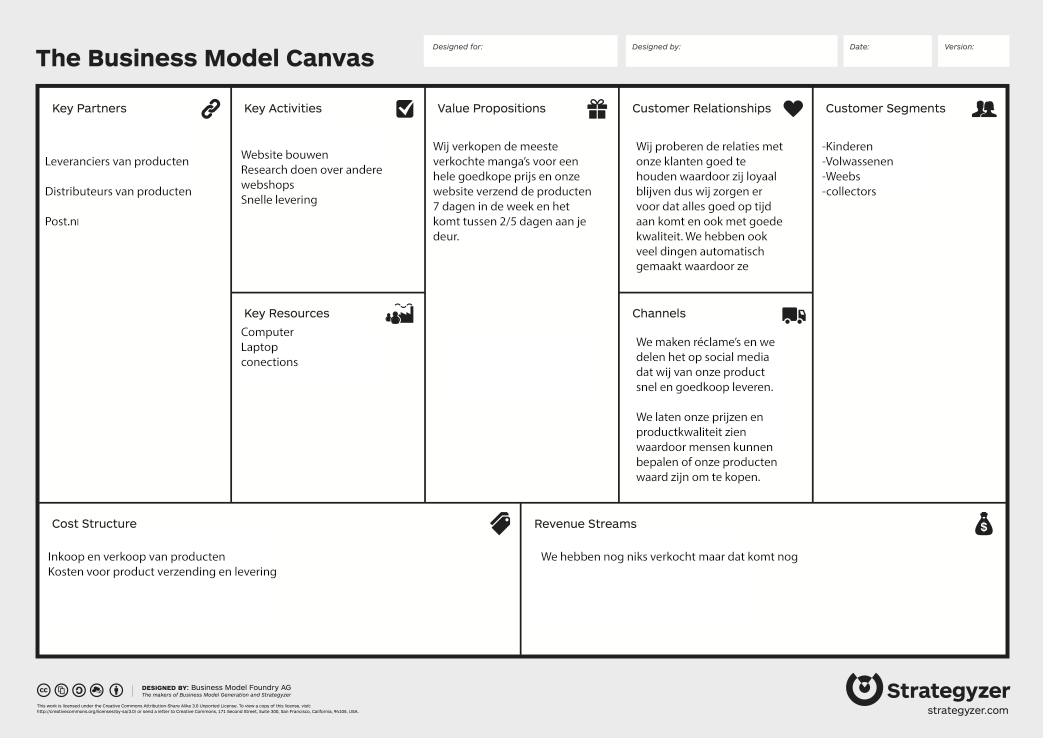 The Business Model Canvas
Designed for:
Designed by:
Date:
Version:
Key Partners
Leveranciers van producten
Distributeurs van producten
Post.nl
Key Activities
Website bouwen
Research doen over andere
webshops
Snelle levering
Key Resources
Computer
Laptop
conections
Value Propositions
Wij verkopen de meeste
verkochte manga's voor een
hele goedkope prijs en onze
website verzend de producten
7 dagen in de week en het
komt tussen 2/5 dagen aan je
deur.
Customer Relationships
Wij proberen de relaties met
onze klanten goed te
houden waardoor zij loyaal
blijven dus wij zorgen er
voor dat alles goed op tijd
aan komt en ook met goede
kwaliteit. We hebben ook
veel dingen automatisch
gemaakt waardoor ze
Channels
We maken réclame's en we
delen het op social media
dat wij van onze product
snel en goedkoop leveren.
We laten onze prijzen en
productkwaliteit zien
waardoor mensen kunnen
bepalen of onze producten
waard zijn om te kopen.
Customer Segments
-Kinderen
-Volwassenen
-Weebs
-collectors
Cost Structure
Inkoop en verkoop van producten
Kosten voor product verzending en levering
Revenue Streams
We hebben nog niks verkocht maar dat komt nog
DESIGNED BY: Business Model Foundry AG
The makers of Business Model Generation and Strategyzer
This work is licensed under the Creative Commons Attribution-Share Alike 3.0 Unported License. To view a copy of this license, visit:
http://creativecommons.org/licenses/by-sa/3.0/ or send a letter to Creative Commons, 171 Second Street, Suite 300, San Francisco, California, 94105, USA.
Strategyzer
strategyzer.com